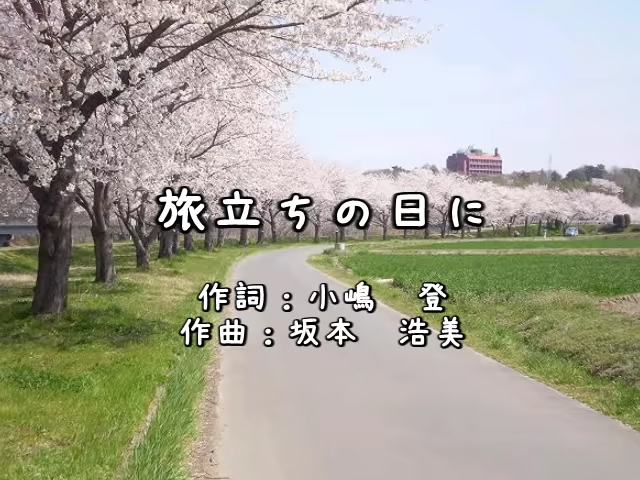 旅立ちの日に
作詞：小嶋　登
作曲：坂本　浩美